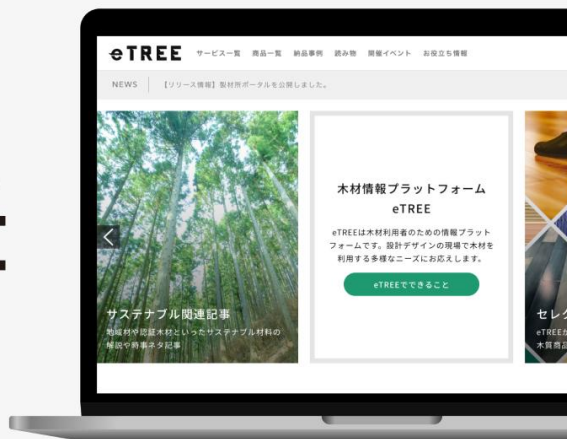 eTREE
サービス一覧 商品一覧 納品事例 読み物 開催イベント お役立ち情報
NEWS 【リリース情報】製材所ポータルを公開しました。
サステナブル関連記事
地域材や認証木材といったサステナブル材料の
解説や時事ネタ記事
木材情報プラットフォーム
eTREE
eTREEは木材利用者のための情報プラット
フォームです。設計デザインの現場で木材を
利用する多様なニーズにお応えします。
eTREEでできること
セレク
eTREEが
木質商品